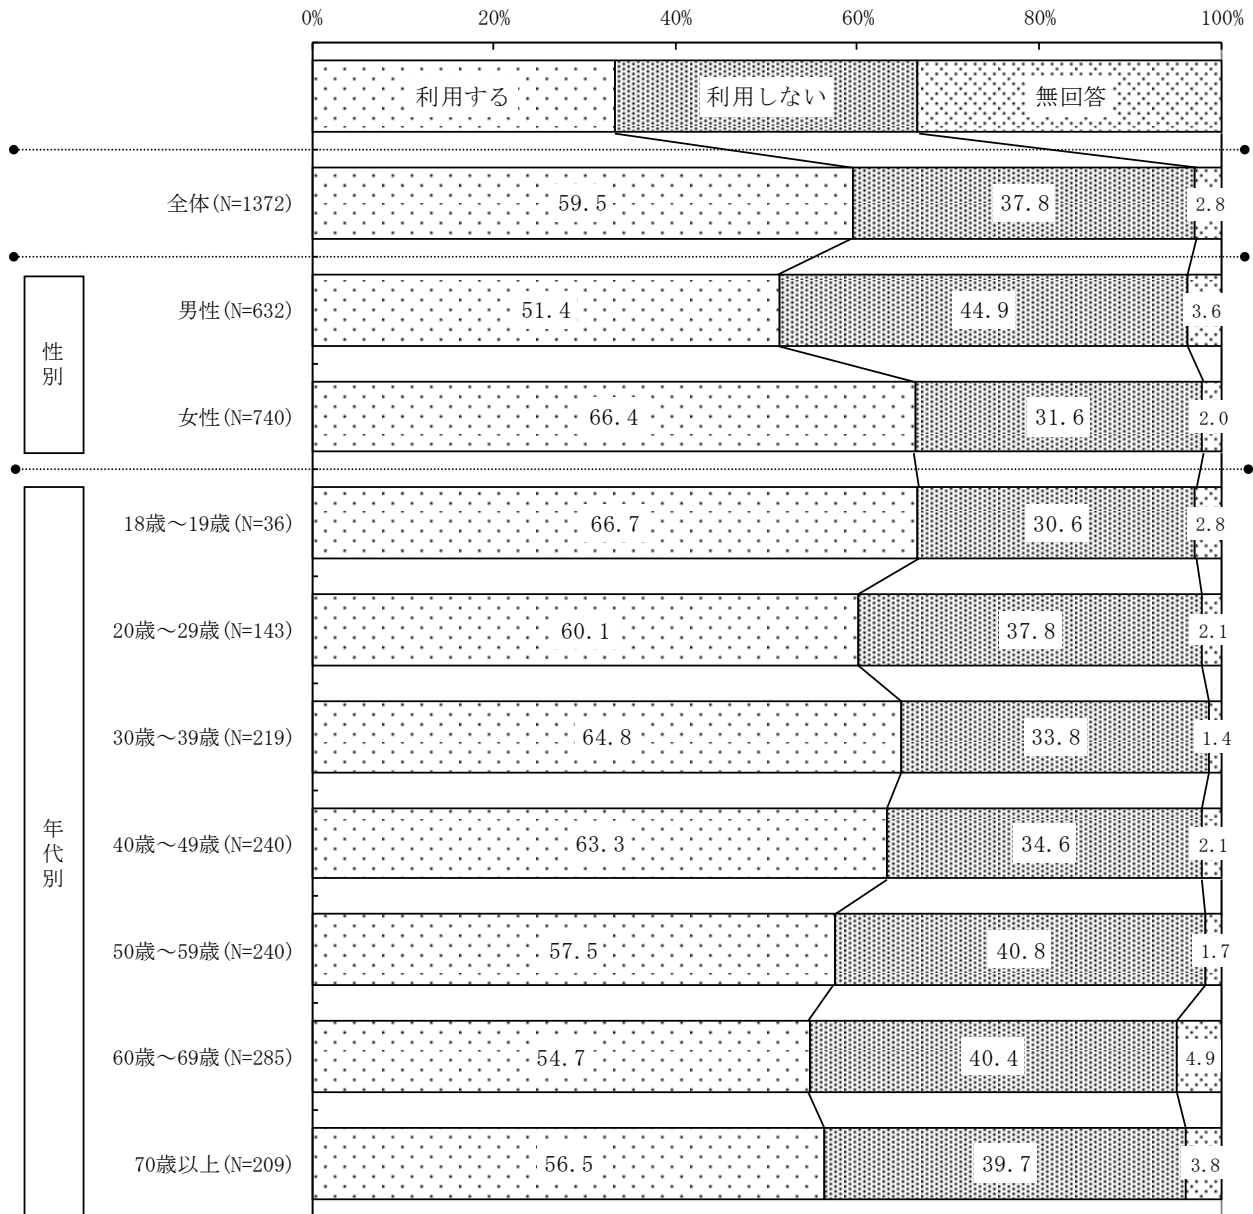 0% 20% 40% 60% 80% 100%
利用する 利用しない 無回答
全体(N=1372) 59.5 37.8 2.8
性別
男性(N=632) 51.4 44.9 3.6
女性(N=740) 66.4 31.6 2.0
年代別
18歳～19歳(N=36) 66.7 30.6 2.8
20歳～29歳(N=143) 60.1 37.8 2.1
30歳～39歳(N=219) 64.8 33.8 1.4
40歳～49歳(N=240) 63.3 34.6 2.1
50歳～59歳(N=240) 57.5 40.8 1.7
60歳～69歳(N=285) 54.7 40.4 4.9
70歳以上(N=209) 56.5 39.7 3.8